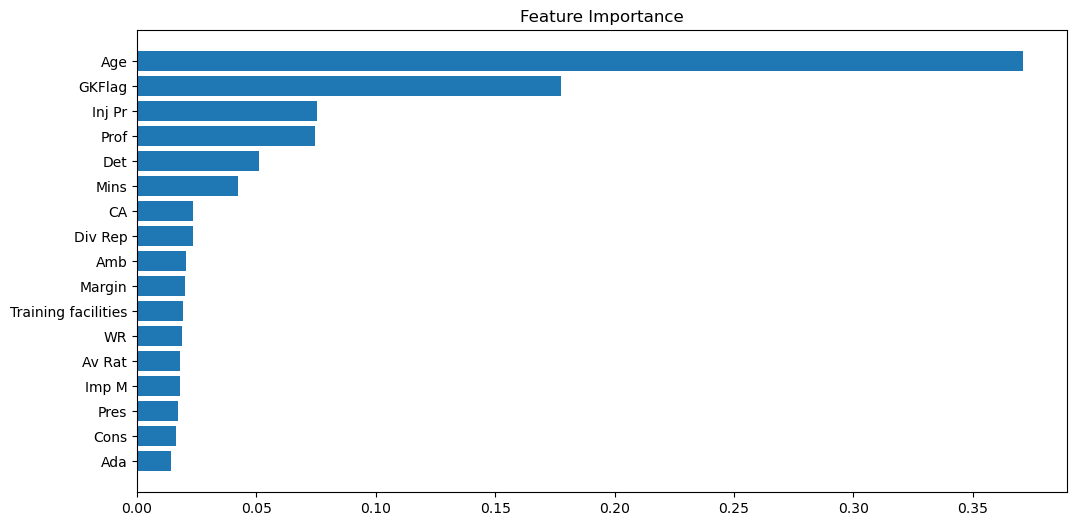 Feature Importance
Age
GKFlag
Inj Pr
Prof
Det
Mins
CA
Div Rep
Amb
Margin
Training facilities
WR
Av Rat
Imp M
Pres
Cons
Ada
0.00 0.05 0.10 0.15 0.20 0.25 0.30 0.35